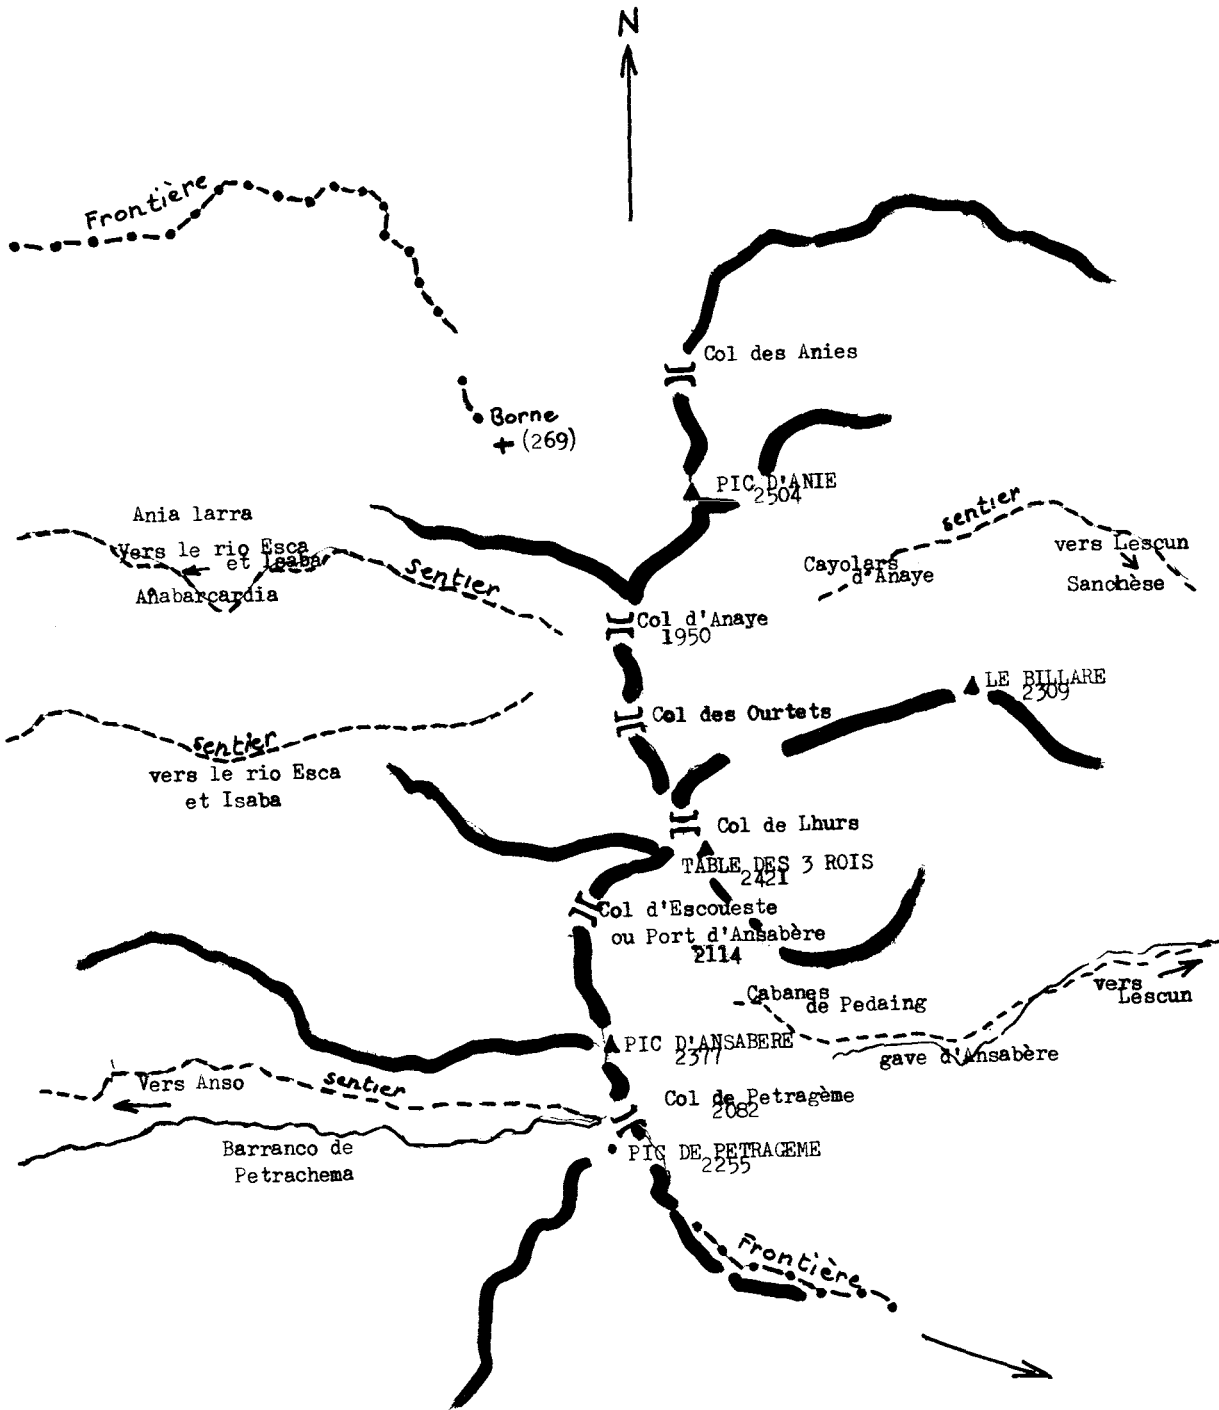 N
Frontière
Col des Anies
Borne
+ (269)
PIC D'ANIE
2504
Ania larra
sentier
Vers le rio Esca
et Isaba
Cayolars
d'Anaye
vers Lescun
Sanchèse
Añabarcardia
sentier
Col d'Anaye
1950
LE BILLARE
2309
Col des Ourtets
sentier
vers le rio Esca
et Isaba
Col de Lhurs
TABLE DES 3 ROIS
2421
Col d'Escoueste
ou Port d'Ansabère
2114
Cabanes
de Pedaing
vers
Lescun
PIC D'ANSABERE
2377
gave d'Ansabère
Vers Anso
sentier
Col de Petragème
2082
Barranco de
Petrachema
PIC DE PETRAGEME
2255
Frontière